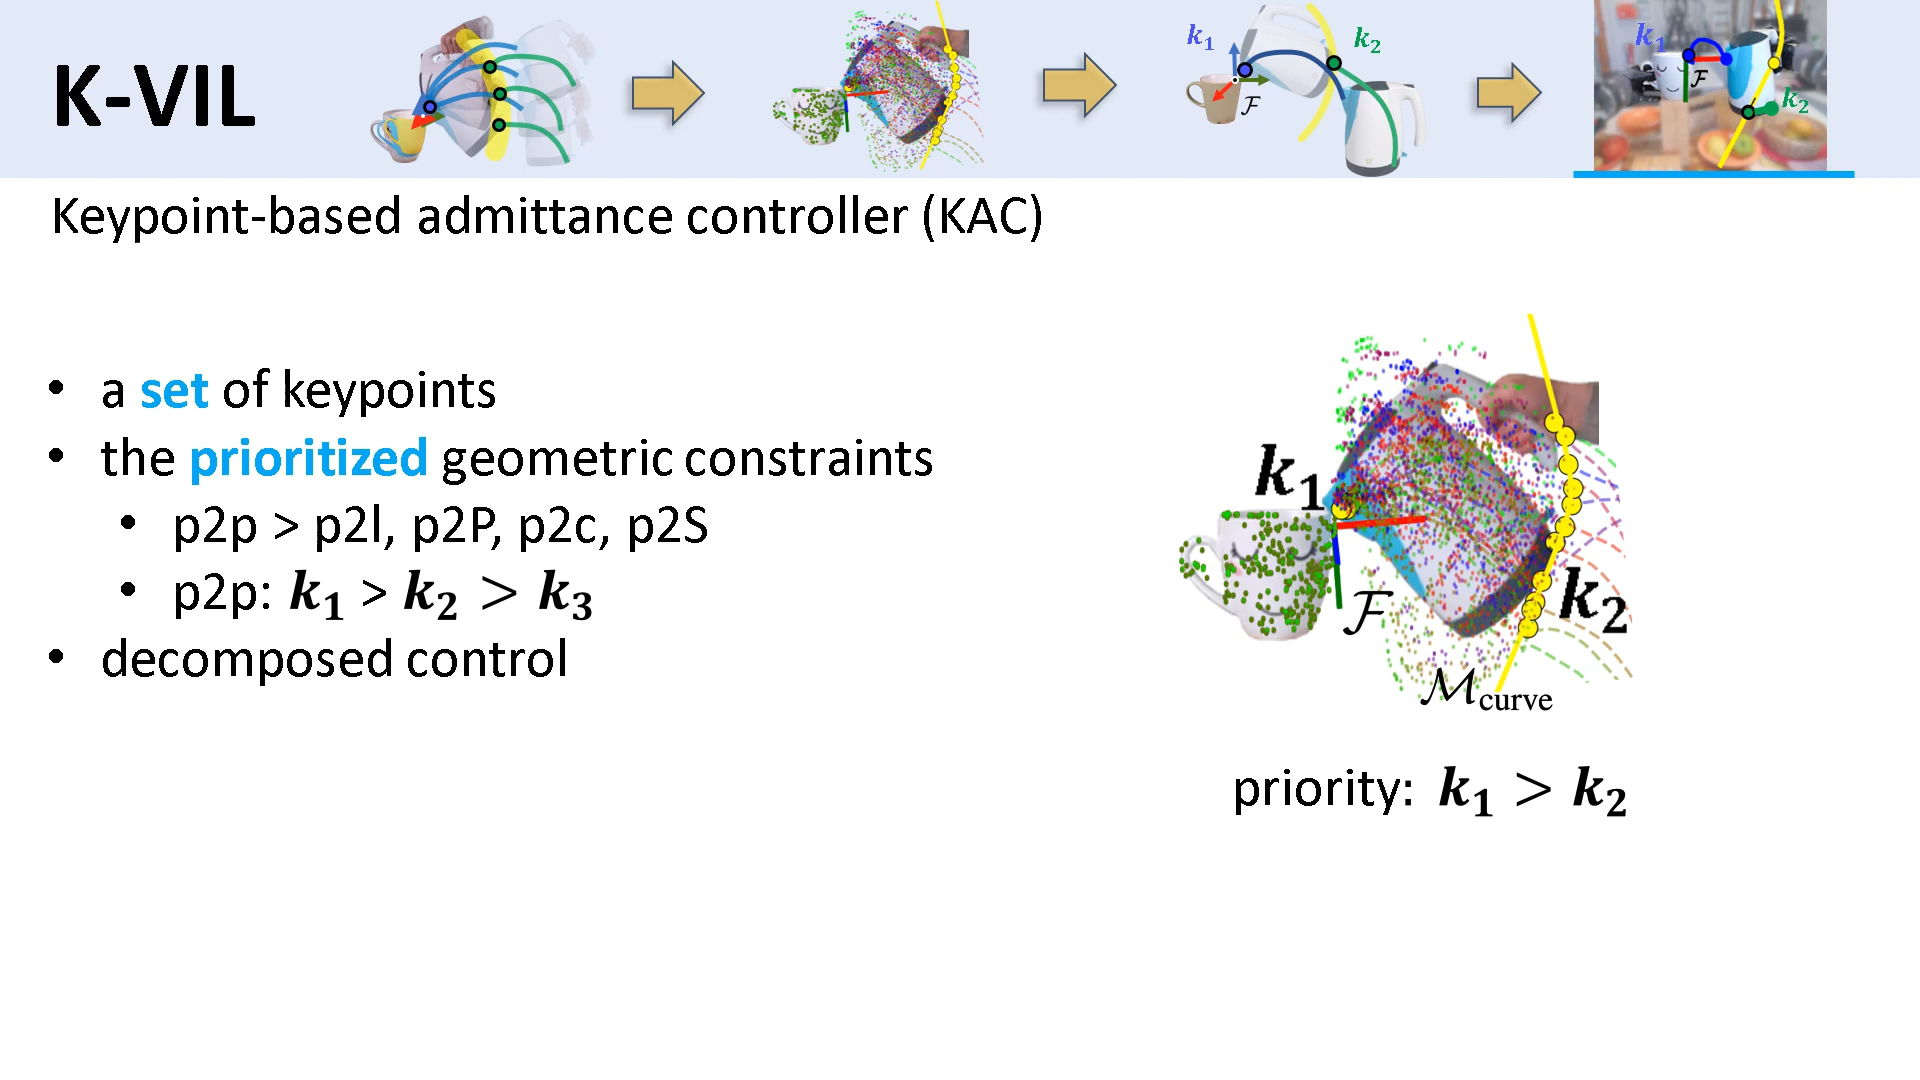 K-VIL
k₁ k₂ 𝓕
k₁ 𝓕 k₂
Keypoint-based admittance controller (KAC)
• a set of keypoints
• the prioritized geometric constraints
• p2p > p2l, p2P, p2c, p2S
• p2p: k₁ > k₂ > k₃
• decomposed control
k₁
k₂
𝓕
ℳcurve
priority: k₁ > k₂